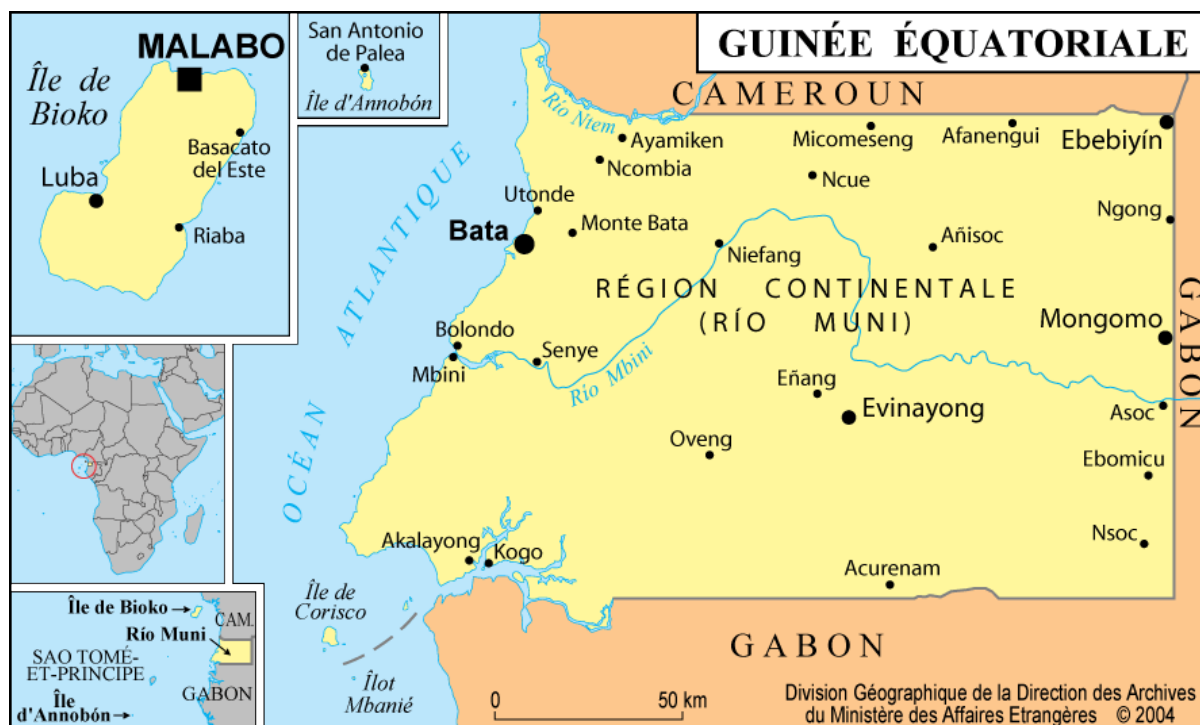 GUINÉE ÉQUATORIALE
MALABO
Île de
Bioko
Basacato
del Este
Luba
Riaba
San Antonio
de Palea
Île d'Annobón
CAMEROUN
Río Ntem
Ayamiken
Ncombia
Micomeseng
Afanengui
Ebebiyín
Ncue
Utonde
Monte Bata
Bata
Niefang
Añisoc
Ngong
RÉGION CONTINENTALE
(RÍO MUNI)
GABON
Mongomo
OCÉAN ATLANTIQUE
Bolondo
Mbini
Senye
Río Mbini
Eñang
Evinayong
Asoc
Oveng
Ebomicu
Nsoc
Akalayong
Kogo
Acurenam
Île de
Corisco
Îlot
Mbanié
GABON
Île de Bioko
CAM.
Río Muni
SAO TOMÉ-
ET-PRINCIPE
GABON
Île
d'Annobón
0 50 km
Division Géographique de la Direction des Archives
du Ministère des Affaires Etrangères © 2004